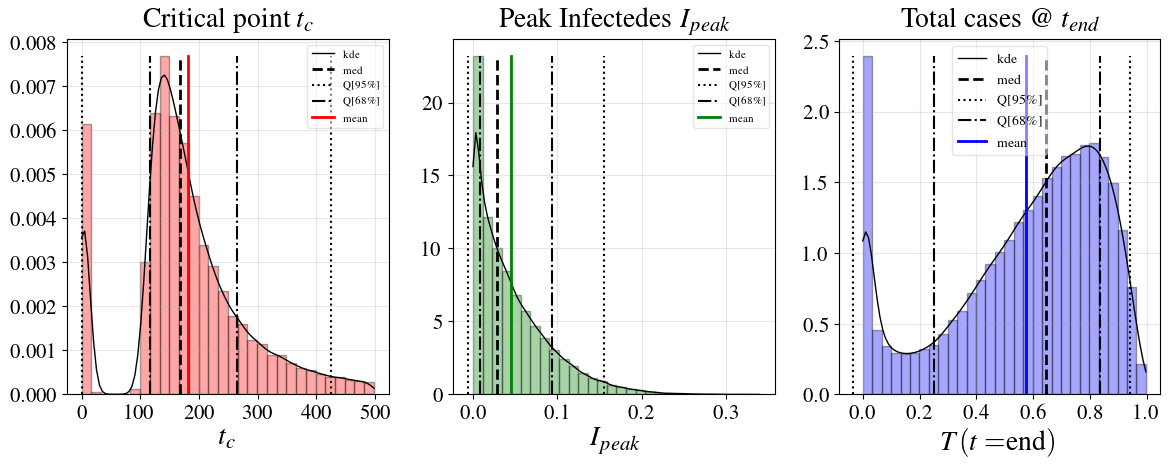 Critical point t_c
0.008
0.007
0.006
0.005
0.004
0.003
0.002
0.001
0.000
kde
med
Q[95%]
Q[68%]
mean
0 100 200 300 400 500
t_c
Peak Infectedes I_peak
20
15
10
5
0
kde
med
Q[95%]
Q[68%]
mean
0.0 0.1 0.2 0.3
I_peak
Total cases @ t_end
2.5
2.0
1.5
1.0
0.5
0.0
kde
med
Q[95%]
Q[68%]
mean
0.0 0.2 0.4 0.6 0.8 1.0
T(t =end)